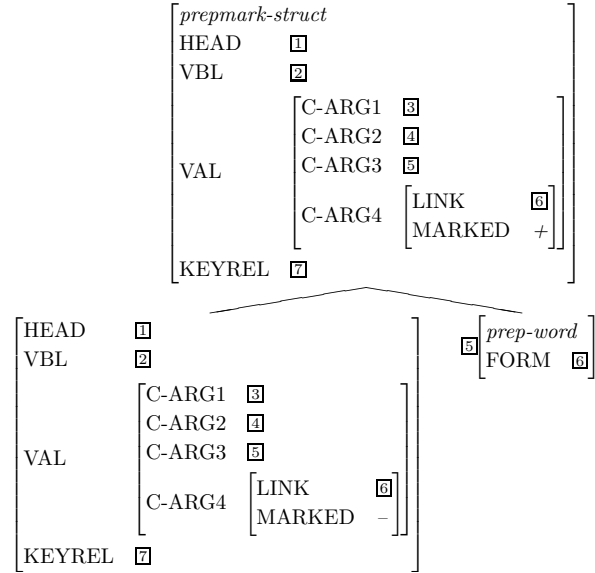 prepmark-struct
HEAD 1
VBL 2
VAL
C-ARG1 3
C-ARG2 4
C-ARG3 5
C-ARG4
LINK 6
MARKED +
KEYREL 7
HEAD 1
VBL 2
VAL
C-ARG1 3
C-ARG2 4
C-ARG3 5
C-ARG4
LINK 6
MARKED –
KEYREL 7
5
prep-word
FORM 6